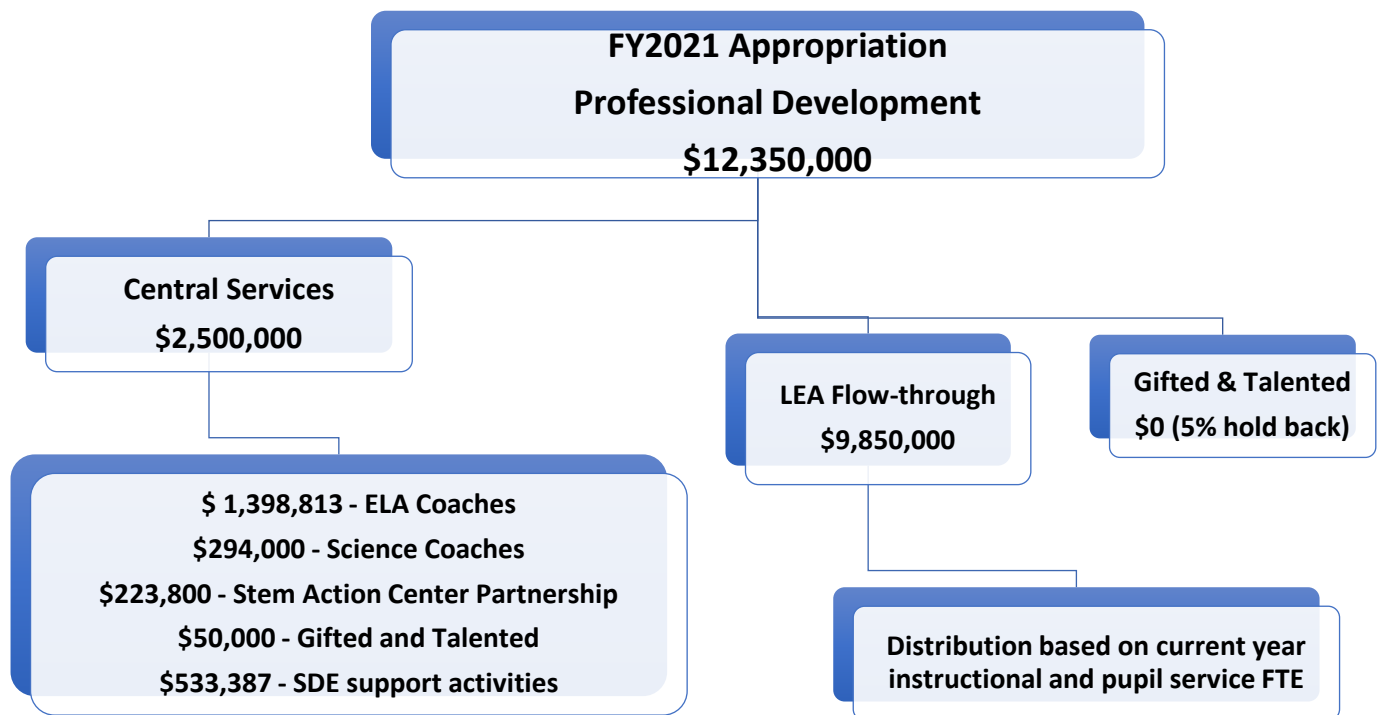 FY2021 Appropriation
Professional Development
$12,350,000
Central Services
$2,500,000
LEA Flow-through
$9,850,000
Gifted & Talented
$0 (5% hold back)
$ 1,398,813 - ELA Coaches
$294,000 - Science Coaches
$223,800 - Stem Action Center Partnership
$50,000 - Gifted and Talented
$533,387 - SDE support activities
Distribution based on current year
instructional and pupil service FTE